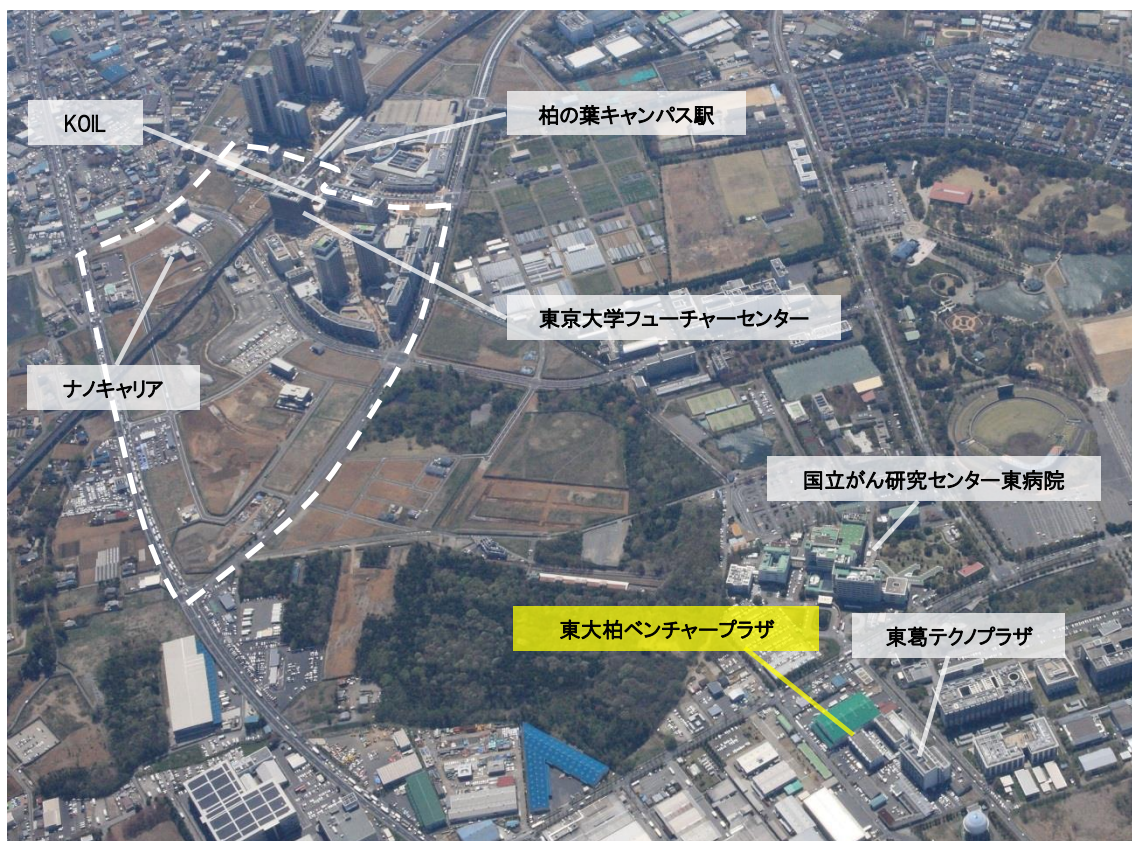 KOIL
柏の葉キャンパス駅
東京大学フューチャーセンター
ナノキャリア
国立がん研究センター東病院
東大柏ベンチャープラザ
東葛テクノプラザ